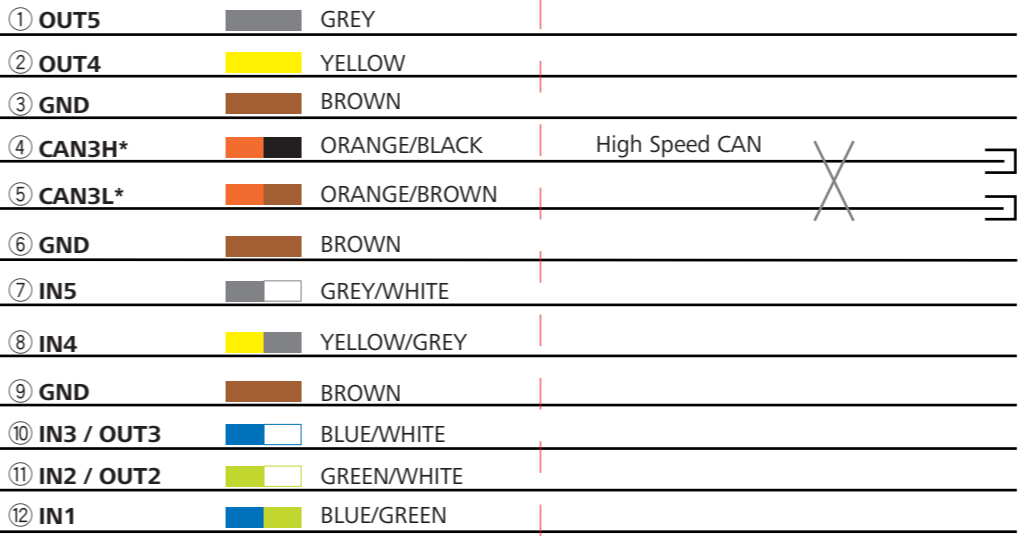 ① OUT5 GREY
② OUT4 YELLOW
③ GND BROWN
④ CAN3H* ORANGE/BLACK High Speed CAN
⑤ CAN3L* ORANGE/BROWN
⑥ GND BROWN
⑦ IN5 GREY/WHITE
⑧ IN4 YELLOW/GREY
⑨ GND BROWN
⑩ IN3 / OUT3 BLUE/WHITE
⑪ IN2 / OUT2 GREEN/WHITE
⑫ IN1 BLUE/GREEN